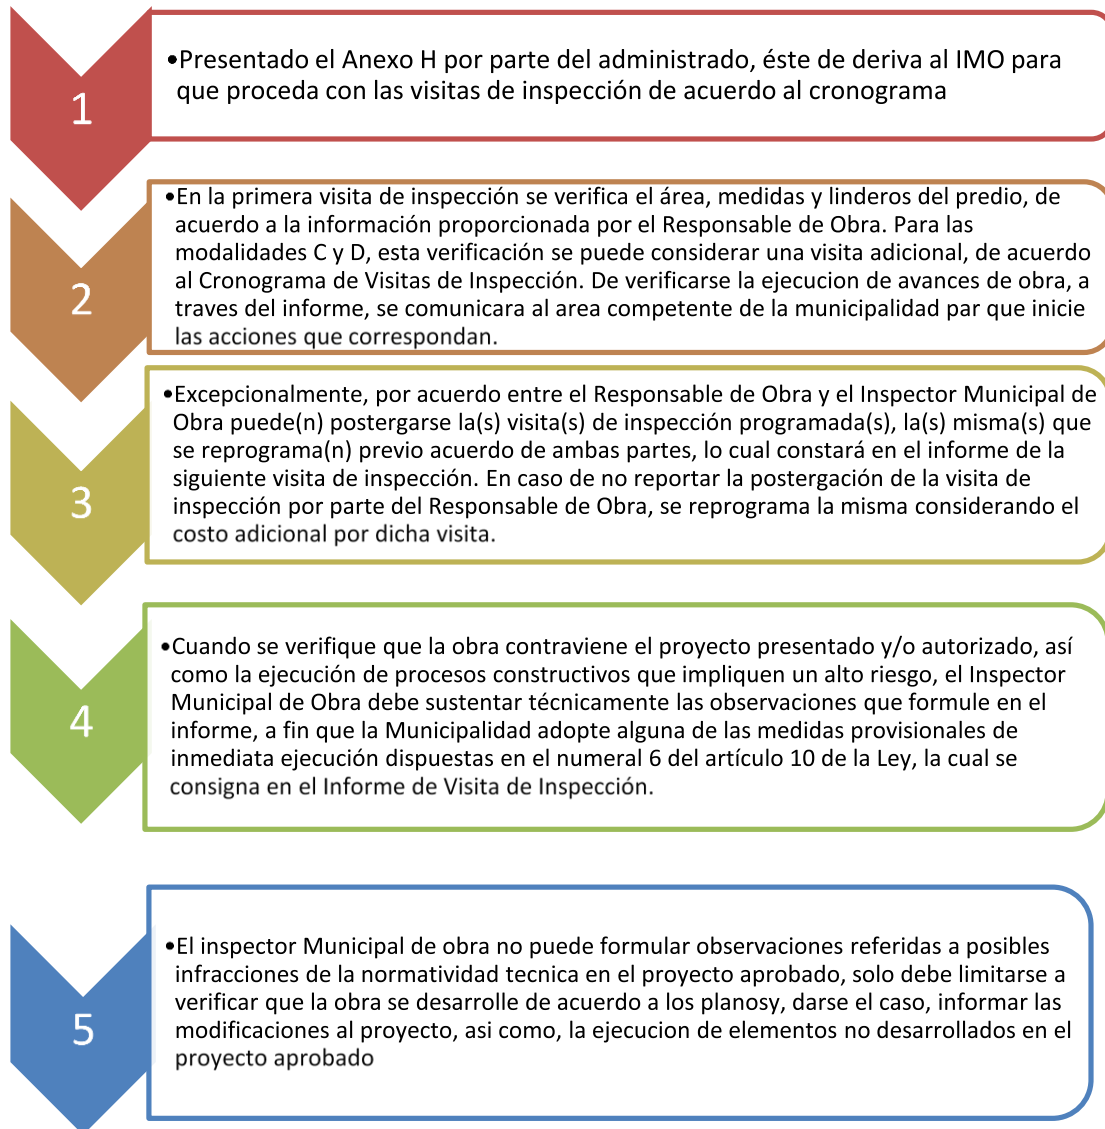 1
•Presentado el Anexo H por parte del administrado, éste de deriva al IMO para
que proceda con las visitas de inspección de acuerdo al cronograma
2
•En la primera visita de inspección se verifica el área, medidas y linderos del predio, de
acuerdo a la información proporcionada por el Responsable de Obra. Para las
modalidades C y D, esta verificación se puede considerar una visita adicional, de acuerdo
al Cronograma de Visitas de Inspección. De verificarse la ejecucion de avances de obra, a
traves del informe, se comunicara al area competente de la municipalidad par que inicie
las acciones que correspondan.
3
•Excepcionalmente, por acuerdo entre el Responsable de Obra y el Inspector Municipal de
Obra puede(n) postergarse la(s) visita(s) de inspección programada(s), la(s) misma(s) que
se reprograma(n) previo acuerdo de ambas partes, lo cual constará en el informe de la
siguiente visita de inspección. En caso de no reportar la postergación de la visita de
inspección por parte del Responsable de Obra, se reprograma la misma considerando el
costo adicional por dicha visita.
4
•Cuando se verifique que la obra contraviene el proyecto presentado y/o autorizado, así
como la ejecución de procesos constructivos que impliquen un alto riesgo, el Inspector
Municipal de Obra debe sustentar técnicamente las observaciones que formule en el
informe, a fin que la Municipalidad adopte alguna de las medidas provisionales de
inmediata ejecución dispuestas en el numeral 6 del artículo 10 de la Ley, la cual se
consigna en el Informe de Visita de Inspección.
5
•El inspector Municipal de obra no puede formular observaciones referidas a posibles
infracciones de la normatividad tecnica en el proyecto aprobado, solo debe limitarse a
verificar que la obra se desarrolle de acuerdo a los planosy, darse el caso, informar las
modificaciones al proyecto, asi como, la ejecucion de elementos no desarrollados en el
proyecto aprobado